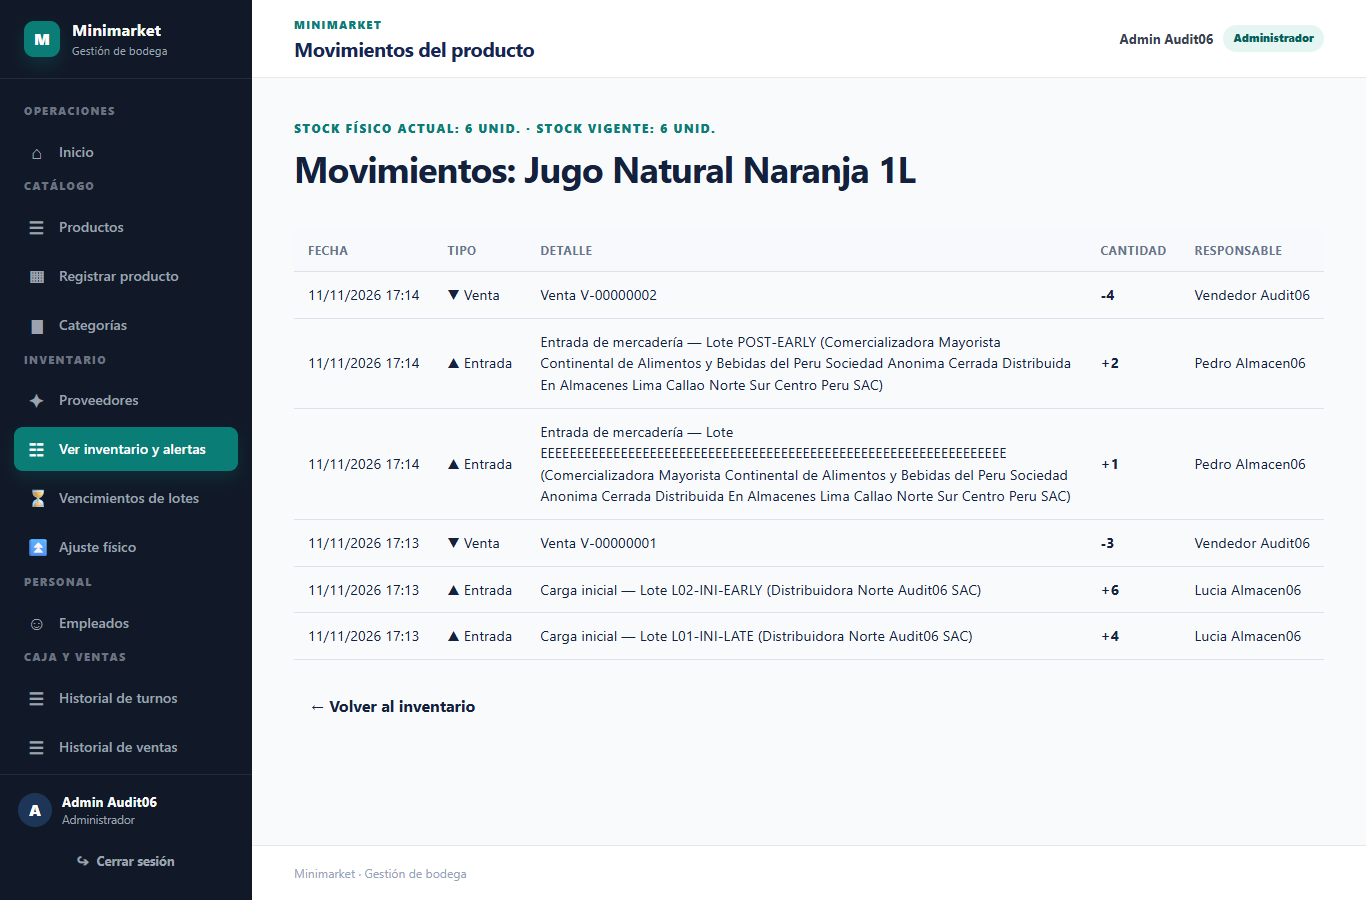 M
Minimarket
Gestión de bodega
OPERACIONES
Inicio
CATÁLOGO
Productos
Registrar producto
Categorías
INVENTARIO
Proveedores
Ver inventario y alertas
Vencimientos de lotes
Ajuste físico
PERSONAL
Empleados
CAJA Y VENTAS
Historial de turnos
Historial de ventas
A
Admin Audit06
Administrador
Cerrar sesión
MINIMARKET
Movimientos del producto
Admin Audit06 Administrador
STOCK FÍSICO ACTUAL: 6 UNID. · STOCK VIGENTE: 6 UNID.
Movimientos: Jugo Natural Naranja 1L
FECHA TIPO DETALLE CANTIDAD RESPONSABLE
11/11/2026 17:14 ▼ Venta Venta V-00000002 -4 Vendedor Audit06
Entrada de mercadería — Lote POST-EARLY (Comercializadora Mayorista
11/11/2026 17:14 ▲ Entrada Continental de Alimentos y Bebidas del Peru Sociedad Anonima Cerrada Distribuida +2 Pedro Almacen06
En Almacenes Lima Callao Norte Sur Centro Peru SAC)
Entrada de mercadería — Lote
EEEEEEEEEEEEEEEEEEEEEEEEEEEEEEEEEEEEEEEEEEEEEEEEEEEEEEEEEEEE
11/11/2026 17:14 ▲ Entrada +1 Pedro Almacen06
(Comercializadora Mayorista Continental de Alimentos y Bebidas del Peru Sociedad
Anonima Cerrada Distribuida En Almacenes Lima Callao Norte Sur Centro Peru SAC)
11/11/2026 17:13 ▼ Venta Venta V-00000001 -3 Vendedor Audit06
11/11/2026 17:13 ▲ Entrada Carga inicial — Lote L02-INI-EARLY (Distribuidora Norte Audit06 SAC) +6 Lucia Almacen06
11/11/2026 17:13 ▲ Entrada Carga inicial — Lote L01-INI-LATE (Distribuidora Norte Audit06 SAC) +4 Lucia Almacen06
← Volver al inventario
Minimarket · Gestión de bodega